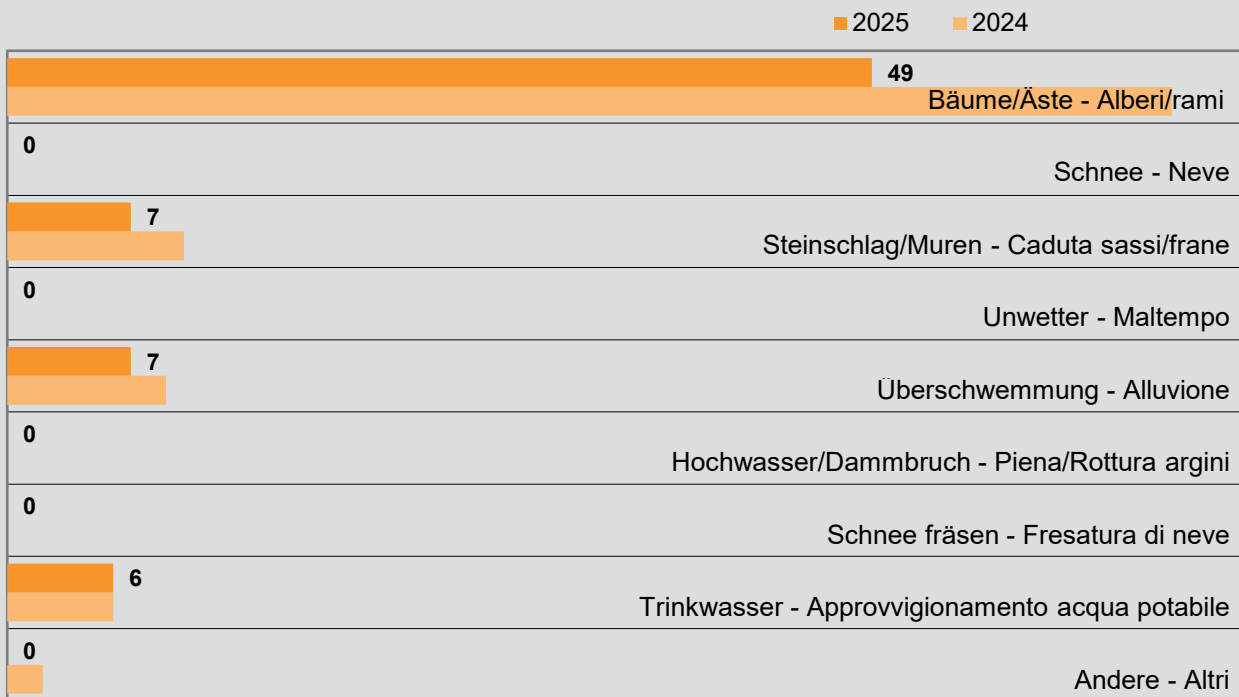 2025 2024
49
Bäume/Äste - Alberi/rami
0
Schnee - Neve
7
Steinschlag/Muren - Caduta sassi/frane
0
Unwetter - Maltempo
7
Überschwemmung - Alluvione
0
Hochwasser/Dammbruch - Piena/Rottura argini
0
Schnee fräsen - Fresatura di neve
6
Trinkwasser - Approvvigionamento acqua potabile
0
Andere - Altri